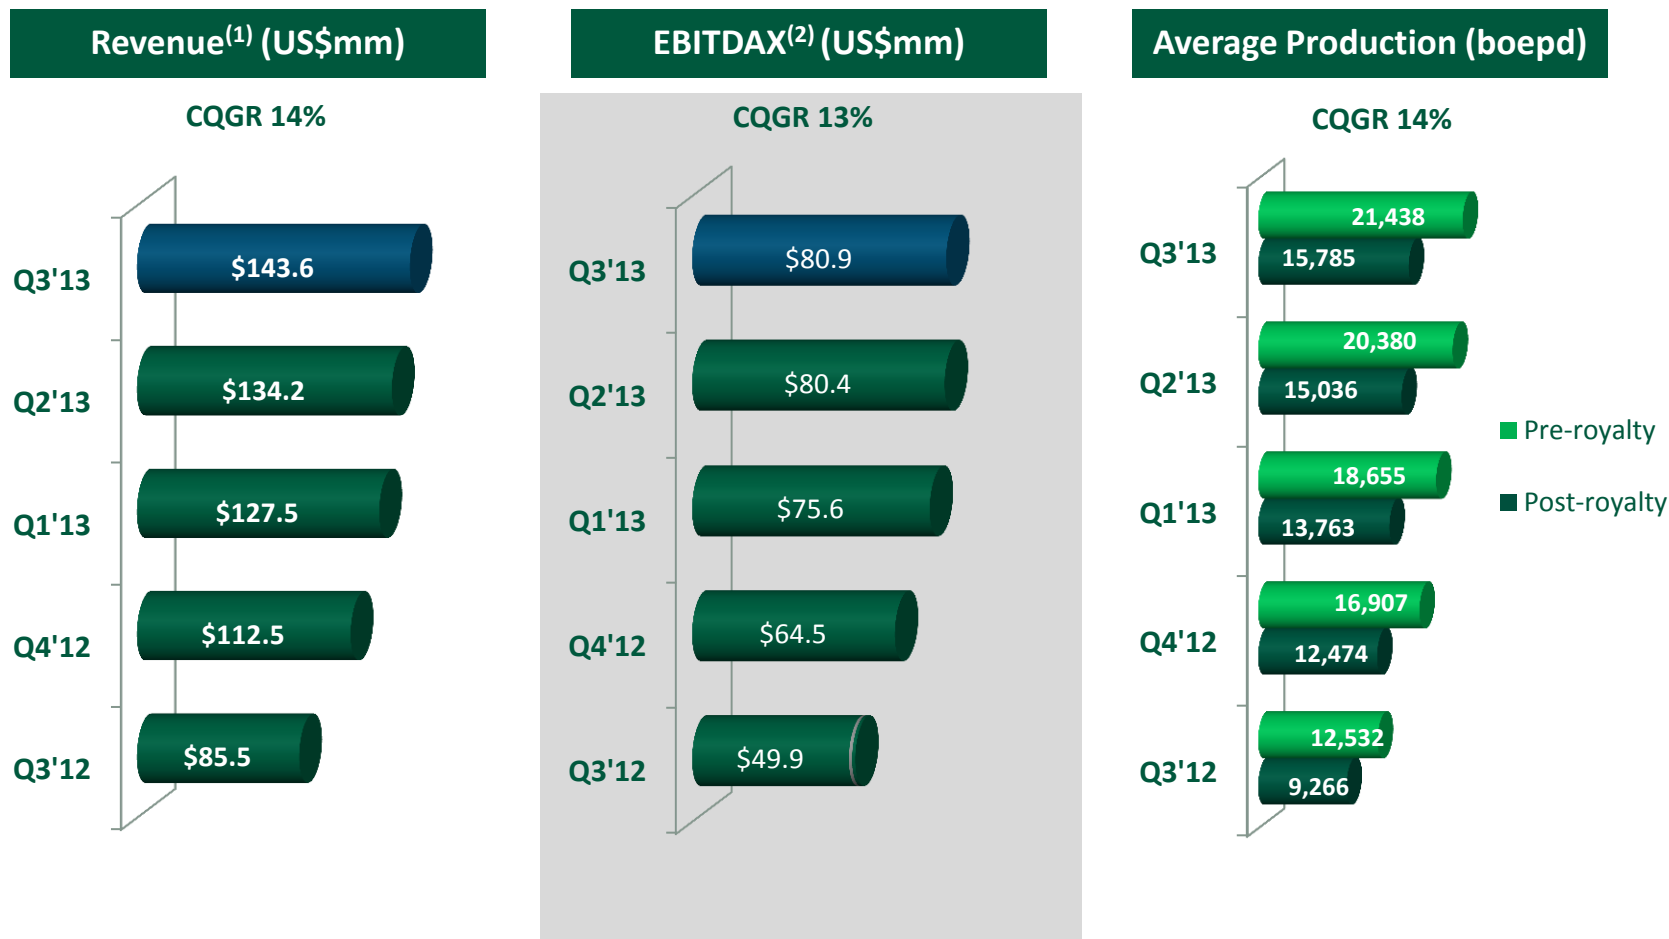 Revenue(1) (US$mm)
CQGR 14%
Q3'13
$143.6
Q2'13
$134.2
Q1'13
$127.5
Q4'12
$112.5
Q3'12
$85.5
EBITDAX(2) (US$mm)
CQGR 13%
Q3'13
$80.9
Q2'13
$80.4
Q1'13
$75.6
Q4'12
$64.5
Q3'12
$49.9
Average Production (boepd)
CQGR 14%
Q3'13
21,438
15,785
Q2'13
20,380
15,036
Q1'13
18,655
13,763
Q4'12
16,907
12,474
Q3'12
12,532
9,266
Pre-royalty
Post-royalty